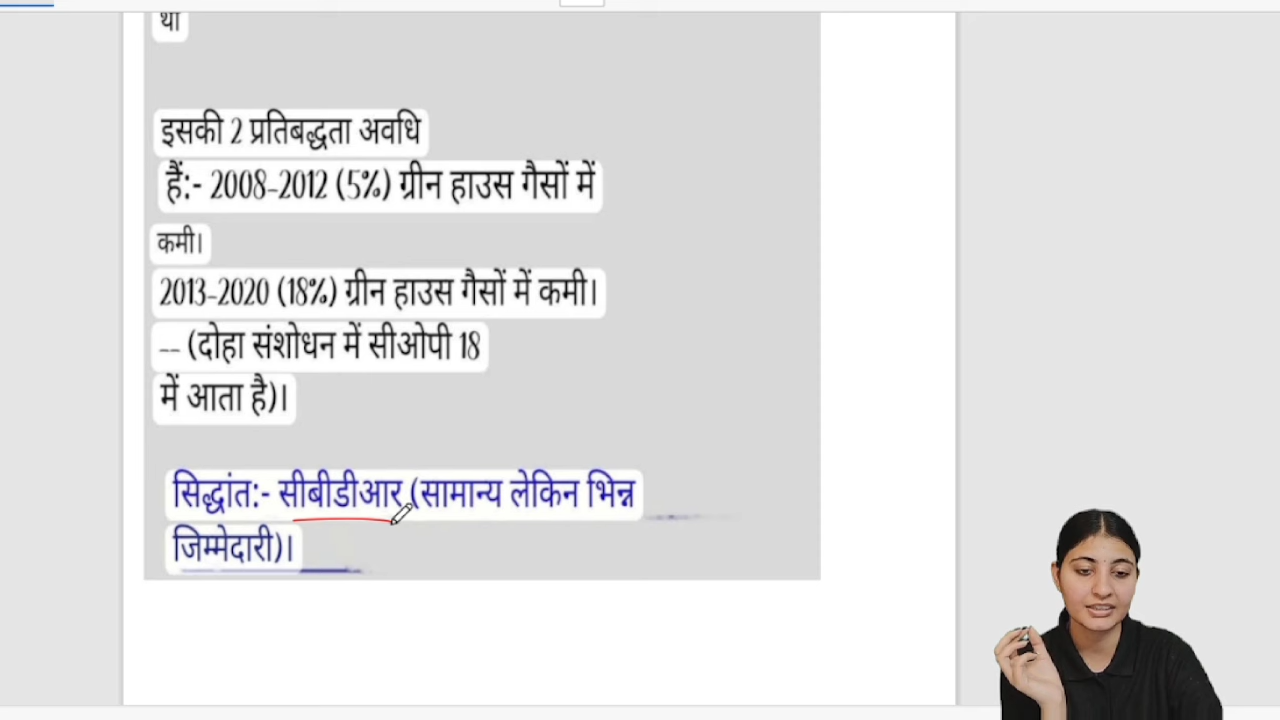 था
इसकी 2 प्रतिबद्धता अवधि
हैं:- 2008-2012 (5%) ग्रीन हाउस गैसों में
कमी।
2013-2020 (18%) ग्रीन हाउस गैसों में कमी।
-- (दोहा संशोधन में सीओपी 18
में आता है)।
सिद्धांत:- सीबीडीआर (सामान्य लेकिन भिन्न
जिम्मेदारी)।